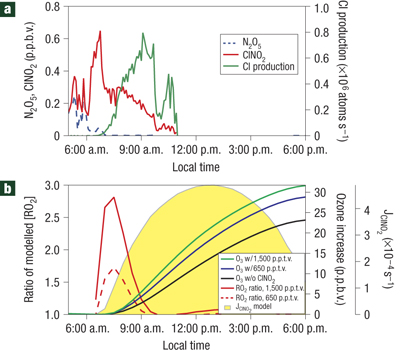 a
0.8
0.6
0.4
0.2
0
N₂O₅, ClNO₂ (p.p.b.v.)
N₂O₅
ClNO₂
Cl production
1.0
0.8
0.6
0.4
0.2
0
Cl production (×10⁶ atoms s⁻¹)
6:00 a.m. 9:00 a.m. 12:00 p.m. 3:00 p.m. 6:00 p.m.
Local time
b
3.0
2.5
2.0
1.5
1.0
Ratio of modelled [RO₂]
O₃ w/1,500 p.p.t.v.
O₃ w/650 p.p.t.v.
O₃ w/o ClNO₂
RO₂ ratio, 1,500 p.p.t.v.
RO₂ ratio, 650 p.p.t.v.
J_ClNO₂ model
30
25
20
15
10
5
0
Ozone increase (p.p.b.v.)
4
3
2
1
0
J_ClNO₂ (×10⁻⁴ s⁻¹)
6:00 a.m. 9:00 a.m. 12:00 p.m. 3:00 p.m. 6:00 p.m.
Local time